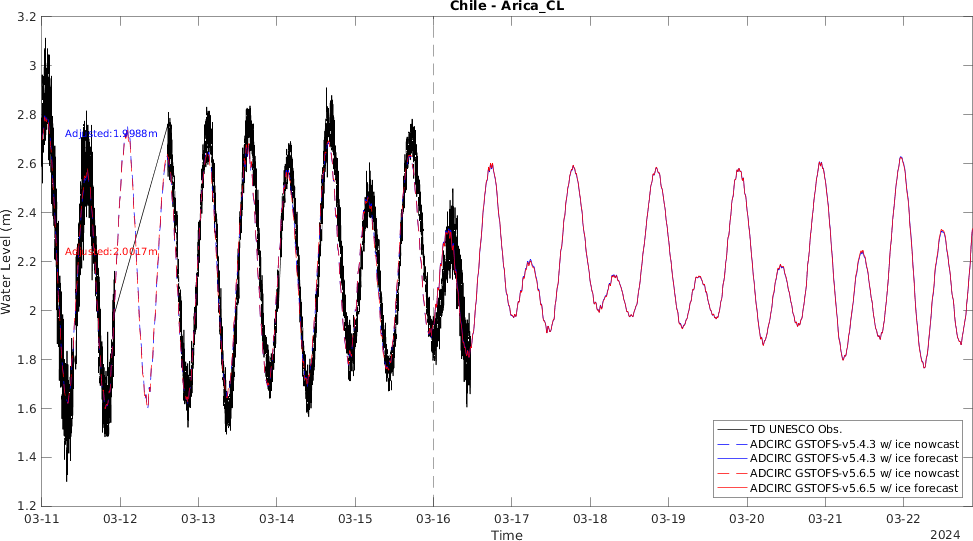 Chile - Arica_CL
3.2
3
2.8
2.6
2.4
2.2
2
1.8
1.6
1.4
1.2
Water Level (m)
Adjusted:1.9988m
Adjusted:2.0017m
TD UNESCO Obs.
ADCIRC GSTOFS-v5.4.3 w/ ice nowcast
ADCIRC GSTOFS-v5.4.3 w/ ice forecast
ADCIRC GSTOFS-v5.6.5 w/ ice nowcast
ADCIRC GSTOFS-v5.6.5 w/ ice forecast
03-11 03-12 03-13 03-14 03-15 03-16 03-17 03-18 03-19 03-20 03-21 03-22
Time
2024